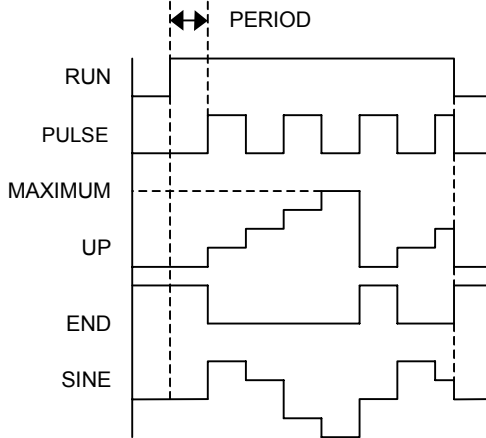 PERIOD
RUN
PULSE
MAXIMUM
UP
END
SINE